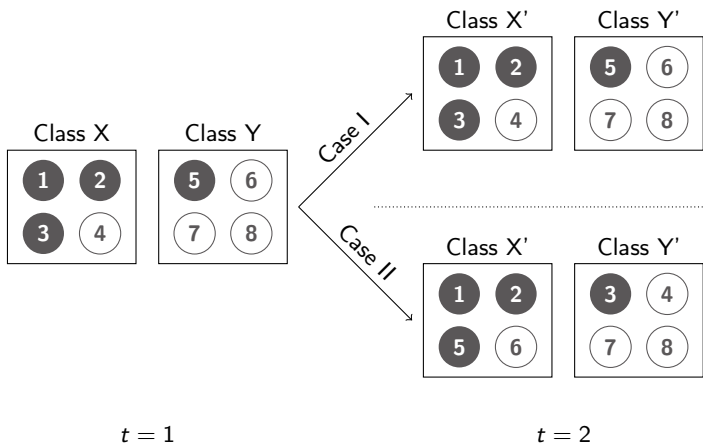 Class X' Class Y'
1 2 5 6
3 4 7 8
Case I
Class X Class Y
1 2 5 6
3 4 7 8
Case II
Class X' Class Y'
1 2 3 4
5 6 7 8
t = 1 t = 2